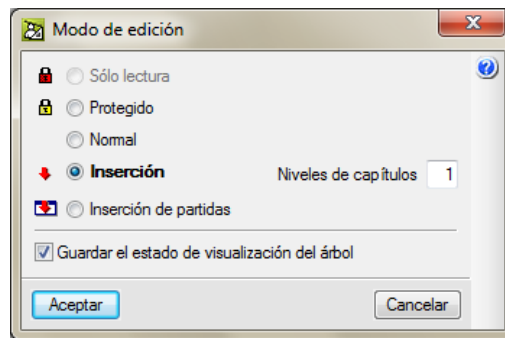 Modo de edición
Sólo lectura
Protegido
Normal
Inserción Niveles de capítulos 1
Inserción de partidas
Guardar el estado de visualización del árbol
Aceptar Cancelar